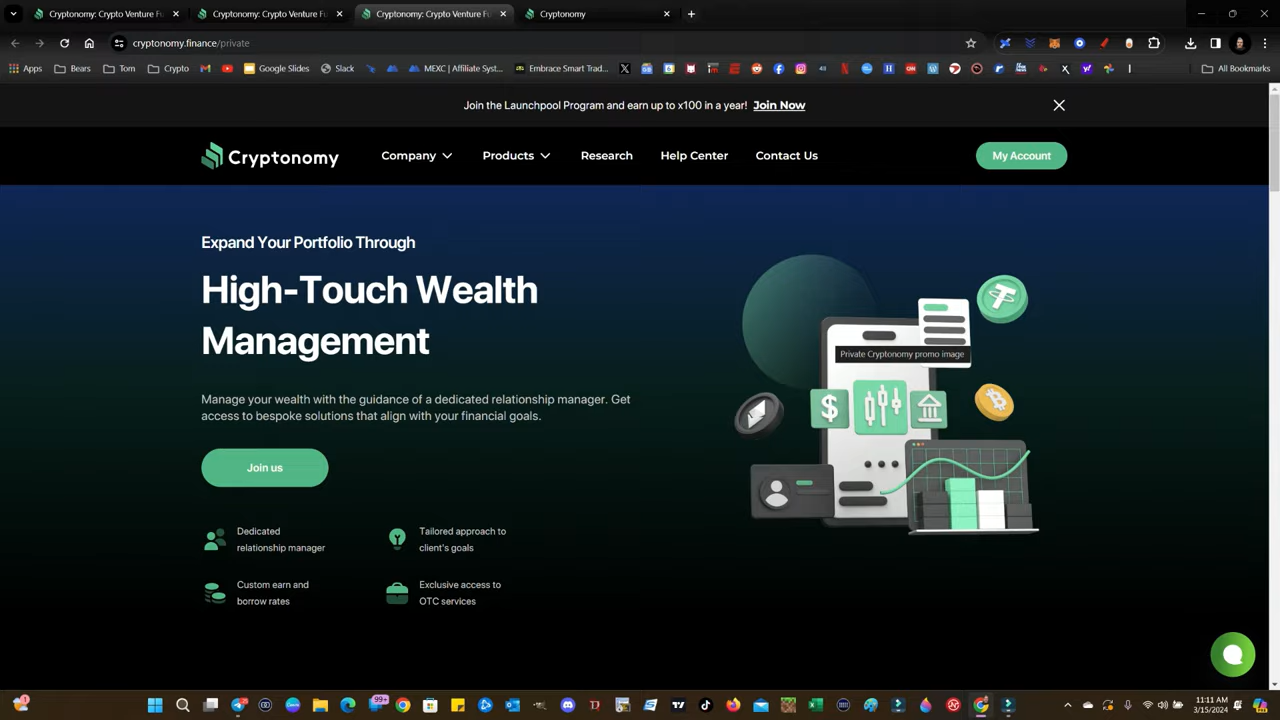 Cryptonomy: Crypto Venture Fu
Cryptonomy: Crypto Venture Fu
Cryptonomy: Crypto Venture Fu
Cryptonomy
cryptonomy.finance/private
Apps
Bears
Tom
Crypto
Google Slides
Slack
MEXC | Affiliate Syst...
Embrace Smart Trad...
All Bookmarks
Join the Launchpool Program and earn up to x100 in a year! Join Now
Cryptonomy
Company
Products
Research
Help Center
Contact Us
My Account
Expand Your Portfolio Through
High-Touch Wealth
Management
Private Cryptonomy promo image
Manage your wealth with the guidance of a dedicated relationship manager. Get
access to bespoke solutions that align with your financial goals.
Join us
Dedicated
relationship manager
Tailored approach to
client's goals
Custom earn and
borrow rates
Exclusive access to
OTC services
99+
11:11 AM
3/15/2024